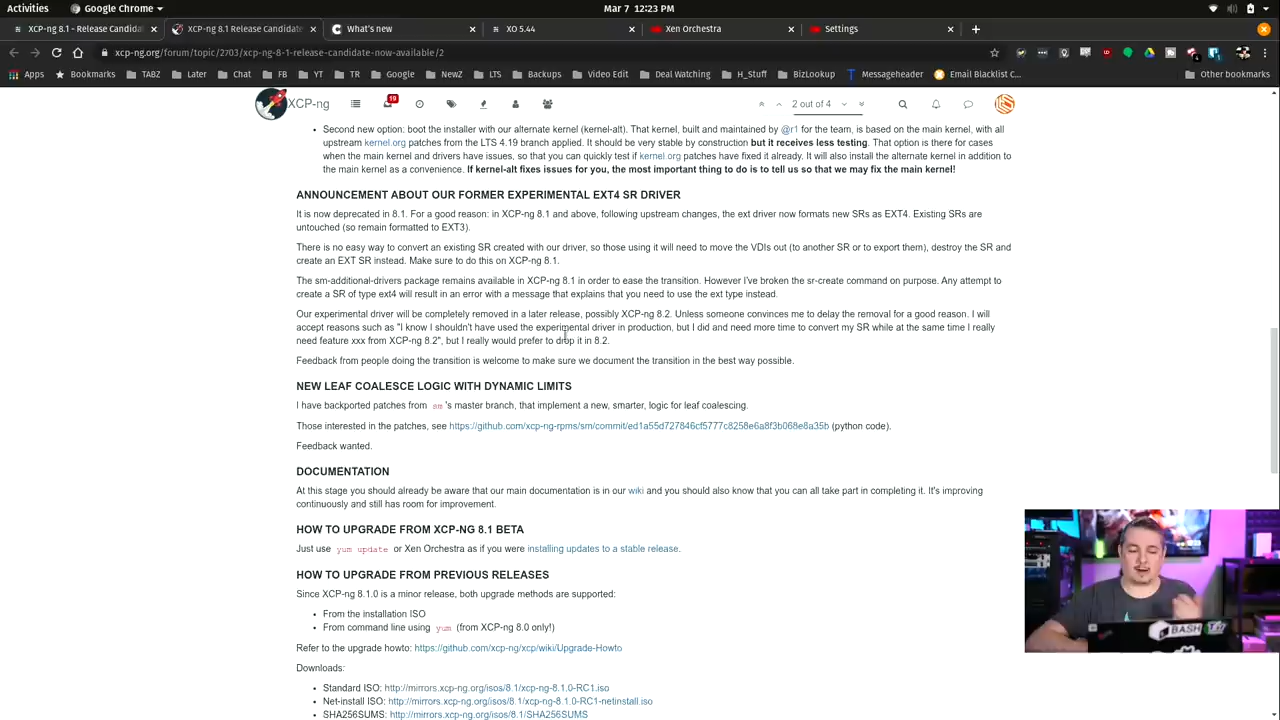 Activities
Google Chrome
Mar 7 12:23 PM
XCP-ng 8.1 - Release Candidat
XCP-ng 8.1 Release Candidate
What's new
XO 5.44
Xen Orchestra
Settings
xcp-ng.org/forum/topic/2703/xcp-ng-8-1-release-candidate-now-available/2
Apps Bookmarks TABZ Later Chat FB YT TR Google NewZ LTS Backups Video Edit Deal Watching H_Stuff BizLookup Messageheader Email Blacklist C... Other bookmarks
XCP-ng 19 2 out of 4
• Second new option: boot the installer with our alternate kernel (kernel-alt). That kernel, built and maintained by @r1 for the team, is based on the main kernel, with all
upstream kernel.org patches from the LTS 4.19 branch applied. It should be very stable by construction but it receives less testing. That option is there for cases
when the main kernel and drivers have issues, so that you can quickly test if kernel.org patches have fixed it already. It will also install the alternate kernel in addition to
the main kernel as a convenience. If kernel-alt fixes issues for you, the most important thing to do is to tell us so that we may fix the main kernel!
ANNOUNCEMENT ABOUT OUR FORMER EXPERIMENTAL EXT4 SR DRIVER
It is now deprecated in 8.1. For a good reason: in XCP-ng 8.1 and above, following upstream changes, the ext driver now formats new SRs as EXT4. Existing SRs are
untouched (so remain formatted to EXT3).
There is no easy way to convert an existing SR created with our driver, so those using it will need to move the VDIs out (to another SR or to export them), destroy the SR and
create an EXT SR instead. Make sure to do this on XCP-ng 8.1.
The sm-additional-drivers package remains available in XCP-ng 8.1 in order to ease the transition. However I've broken the sr-create command on purpose. Any attempt to
create a SR of type ext4 will result in an error with a message that explains that you need to use the ext type instead.
Our experimental driver will be completely removed in a later release, possibly XCP-ng 8.2. Unless someone convinces me to delay the removal for a good reason. I will
accept reasons such as "I know I shouldn't have used the experimental driver in production, but I did and need more time to convert my SR while at the same time I really
need feature xxx from XCP-ng 8.2", but I really would prefer to drop it in 8.2.
Feedback from people doing the transition is welcome to make sure we document the transition in the best way possible.
NEW LEAF COALESCE LOGIC WITH DYNAMIC LIMITS
I have backported patches from sm 's master branch, that implement a new, smarter, logic for leaf coalescing.
Those interested in the patches, see https://github.com/xcp-ng-rpms/sm/commit/ed1a55d727846cf5777c8258e6a8f3b068e8a35b (python code).
Feedback wanted.
DOCUMENTATION
At this stage you should already be aware that our main documentation is in our wiki and you should also know that you can all take part in completing it. It's improving
continuously and still has room for improvement.
HOW TO UPGRADE FROM XCP-NG 8.1 BETA
Just use yum update or Xen Orchestra as if you were installing updates to a stable release.
HOW TO UPGRADE FROM PREVIOUS RELEASES
Since XCP-ng 8.1.0 is a minor release, both upgrade methods are supported:
• From the installation ISO
• From command line using yum (from XCP-ng 8.0 only!)
Refer to the upgrade howto: https://github.com/xcp-ng/xcp/wiki/Upgrade-Howto
Downloads:
• Standard ISO: http://mirrors.xcp-ng.org/isos/8.1/xcp-ng-8.1.0-RC1.iso
• Net-install ISO: http://mirrors.xcp-ng.org/isos/8.1/xcp-ng-8.1.0-RC1-netinstall.iso
• SHA256SUMS: http://mirrors.xcp-ng.org/isos/8.1/SHA256SUMS
BASH